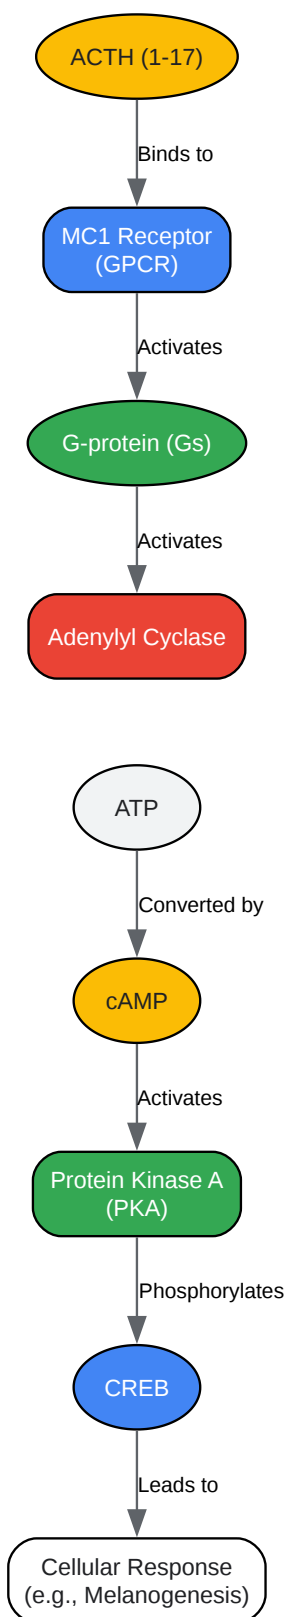 ACTH (1-17)
Binds to
MC1 Receptor
(GPCR)
Activates
G-protein (Gs)
Activates
Adenylyl Cyclase
ATP
Converted by
cAMP
Activates
Protein Kinase A
(PKA)
Phosphorylates
CREB
Leads to
Cellular Response
(e.g., Melanogenesis)